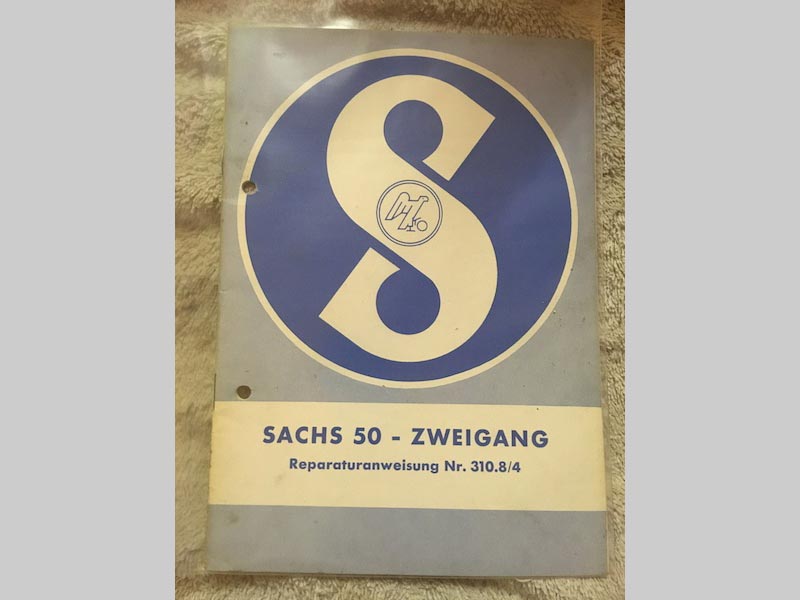 S
SACHS 50 - ZWEIGANG
Reparaturanweisung Nr. 310.8/4